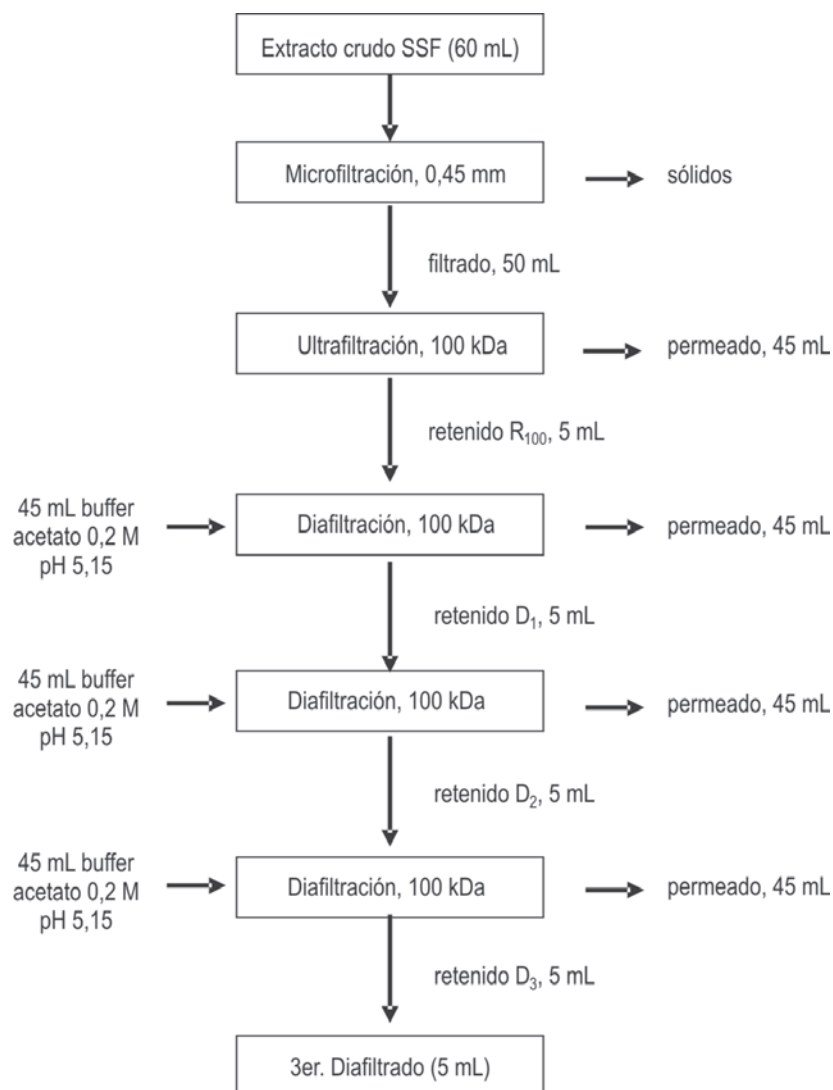 Extracto crudo SSF (60 mL)
Microfiltración, 0,45 mm
sólidos
filtrado, 50 mL
Ultrafiltración, 100 kDa
permeado, 45 mL
retenido R₁₀₀, 5 mL
45 mL buffer
acetato 0,2 M
pH 5,15
Diafiltración, 100 kDa
permeado, 45 mL
retenido D₁, 5 mL
45 mL buffer
acetato 0,2 M
pH 5,15
Diafiltración, 100 kDa
permeado, 45 mL
retenido D₂, 5 mL
45 mL buffer
acetato 0,2 M
pH 5,15
Diafiltración, 100 kDa
permeado, 45 mL
retenido D₃, 5 mL
3er. Diafiltrado (5 mL)